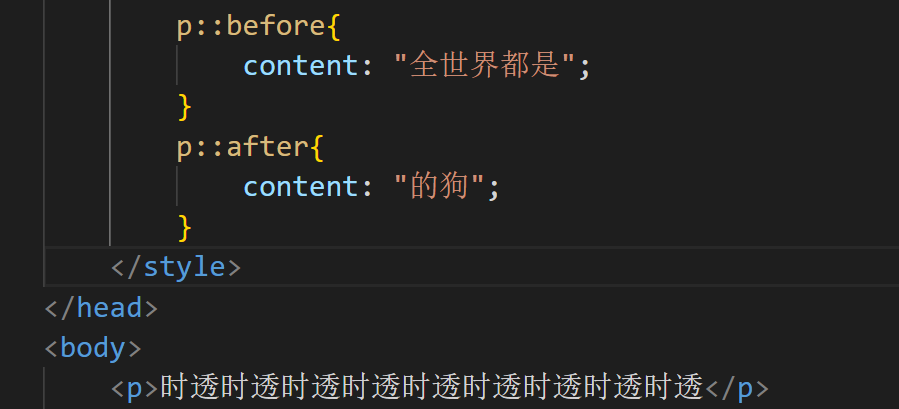 p::before{
content: "全世界都是";
}
p::after{
content: "的狗";
}
</style>
</head>
<body>
<p>时透时透时透时透时透时透时透时透时透</p>